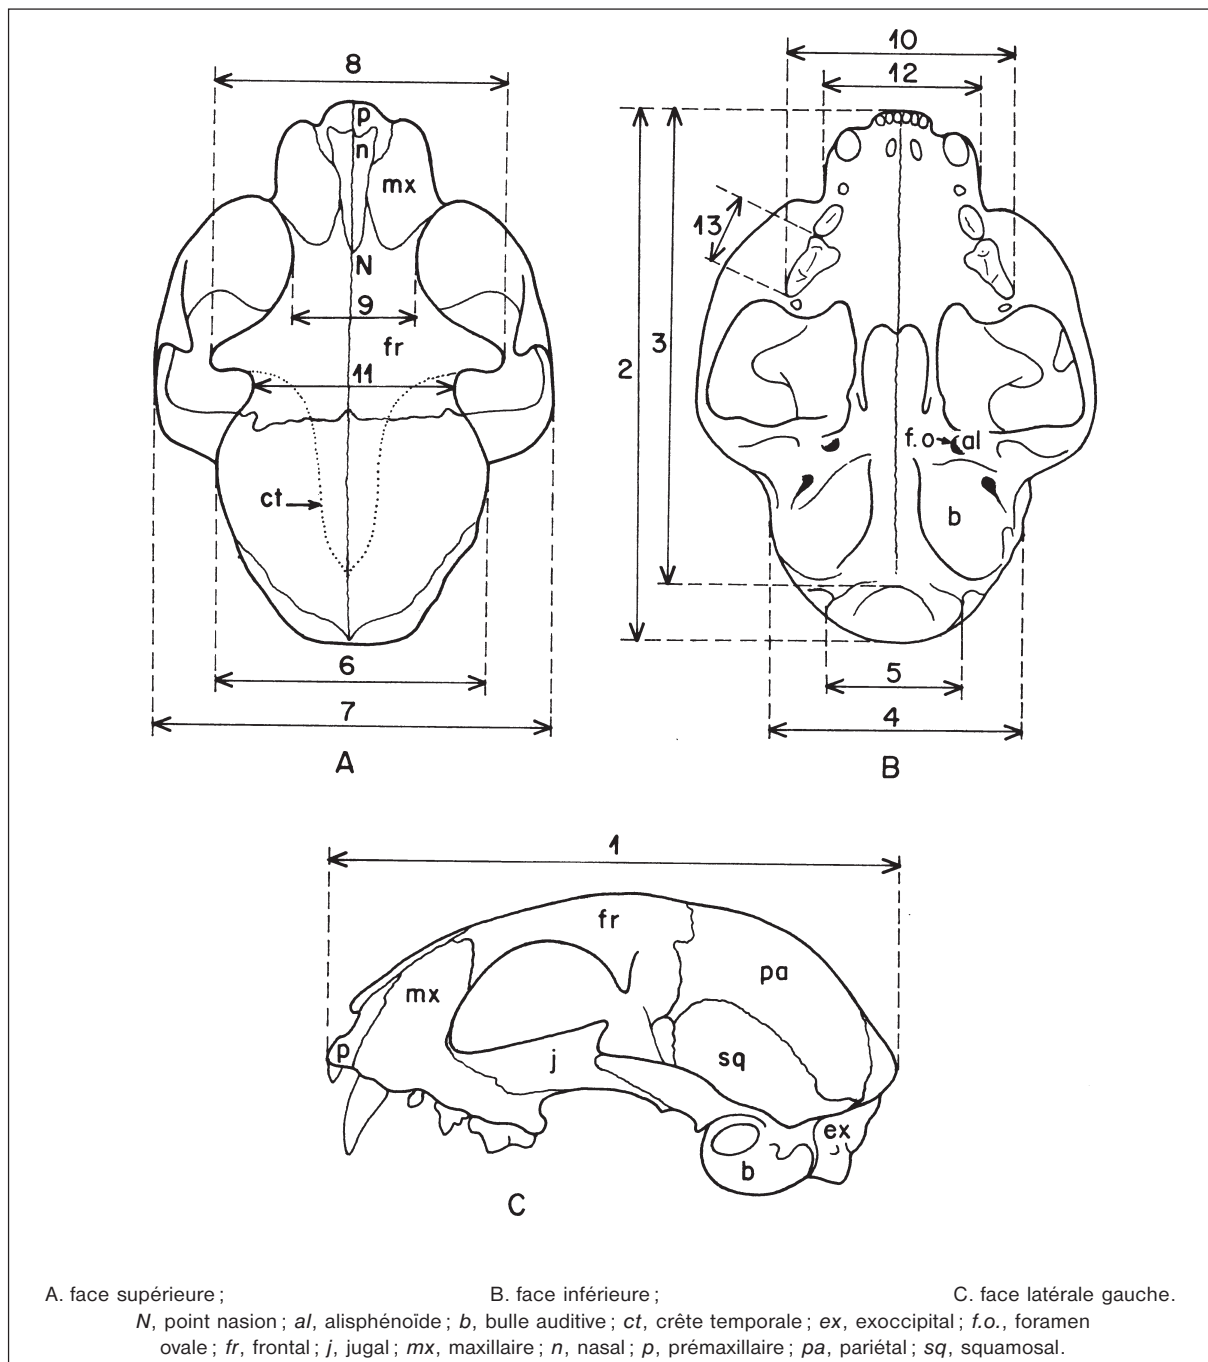 8
p
n
mx
N
9
fr
11
ct
6
7
A
10
12
13
2
3
f.o al
b
5
4
B
1
fr
pa
mx
p
j
sq
ex
b
C
A. face supérieure ; B. face inférieure ; C. face latérale gauche.
N, point nasion ; al, alisphénoïde ; b, bulle auditive ; ct, crête temporale ; ex, exoccipital ; f.o., foramen
ovale ; fr, frontal ; j, jugal ; mx, maxillaire ; n, nasal ; p, prémaxillaire ; pa, pariétal ; sq, squamosal.